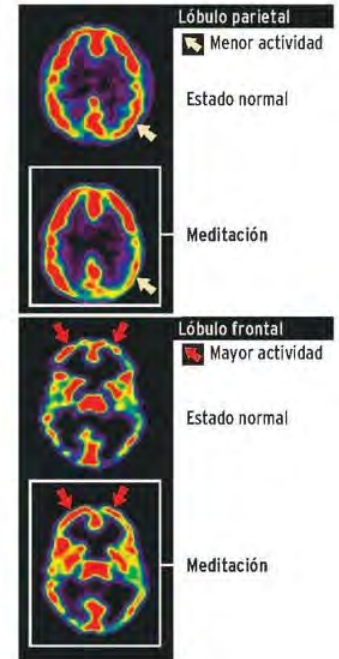 Lóbulo parietal
Menor actividad
Estado normal
Meditación
Lóbulo frontal
Mayor actividad
Estado normal
Meditación